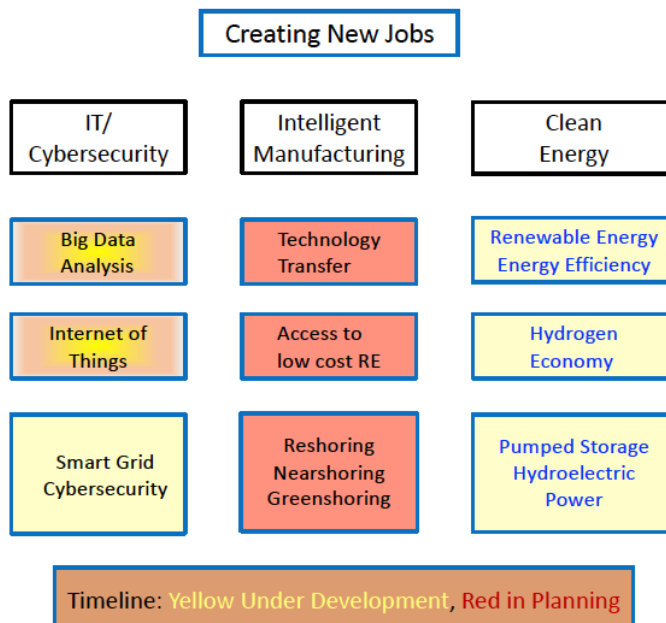 Creating New Jobs
IT/
Cybersecurity
Intelligent
Manufacturing
Clean
Energy
Big Data
Analysis
Technology
Transfer
Renewable Energy
Energy Efficiency
Internet of
Things
Access to
low cost RE
Hydrogen
Economy
Smart Grid
Cybersecurity
Reshoring
Nearshoring
Greenshoring
Pumped Storage
Hydroelectric
Power
Timeline: Yellow Under Development, Red in Planning